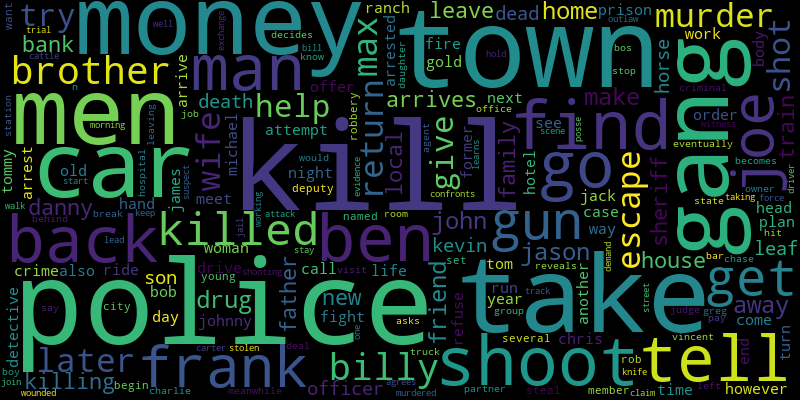 want try money ranch leave dead home prison murder
trial bank decides town work shot
well exchange bill know fire gold outlaw bos stop horse body
cattle brother man max arrested daughter hold
arrive offer criminal
station men death help return arrives next make gang joe train
n robbery office see order witness
morning job attempt local former scene posse
tommy arrest car wife michael kill give family find go eventually
hospital leaving agent learns hotel becomes
old suspect would night evidence deputy confronts escape sheriff
start james meet jack state taking owner force driver
walk danny hand working attack named room john gun case head plan
behind break keep jail bar chase hit
back lead killed woman stay ben kevin jason way house leaf
crime also ride son drive shooting call visit life tom reveals demand get
young set run track another
police bob drug father new friend take away
say city day johnny fight asks year group street judge greg come
detective one refuse several chris pay vincent turn
later frank carter stolen deal billy truck shoot rob tell end
boy killing meanwhile officer agrees knife
join begin charlie murdered partner steal member claim time left however
wounded